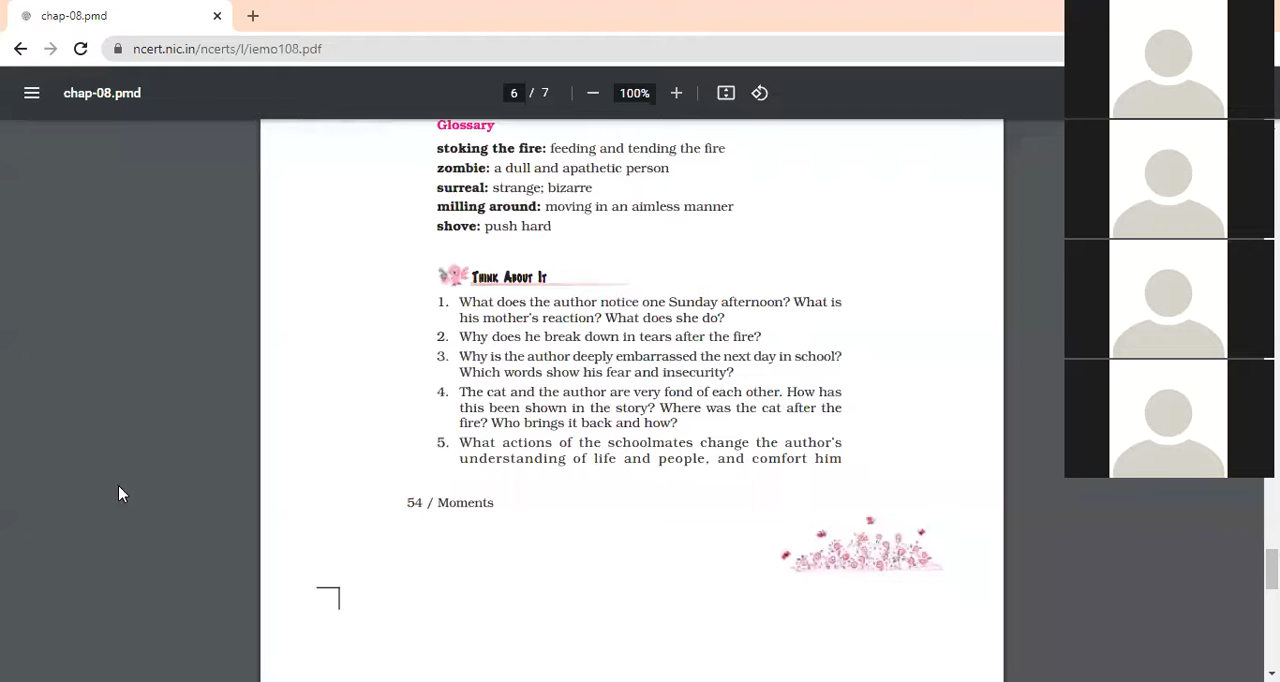 chap-08.pmd
ncert.nic.in/ncerts/l/iemo108.pdf
chap-08.pmd
6 / 7
100%
Glossary
stoking the fire: feeding and tending the fire
zombie: a dull and apathetic person
surreal: strange; bizarre
milling around: moving in an aimless manner
shove: push hard
THINK ABOUT IT
1. What does the author notice one Sunday afternoon? What is
his mother's reaction? What does she do?
2. Why does he break down in tears after the fire?
3. Why is the author deeply embarrassed the next day in school?
Which words show his fear and insecurity?
4. The cat and the author are very fond of each other. How has
this been shown in the story? Where was the cat after the
fire? Who brings it back and how?
5. What actions of the schoolmates change the author's
understanding of life and people, and comfort him
54 / Moments